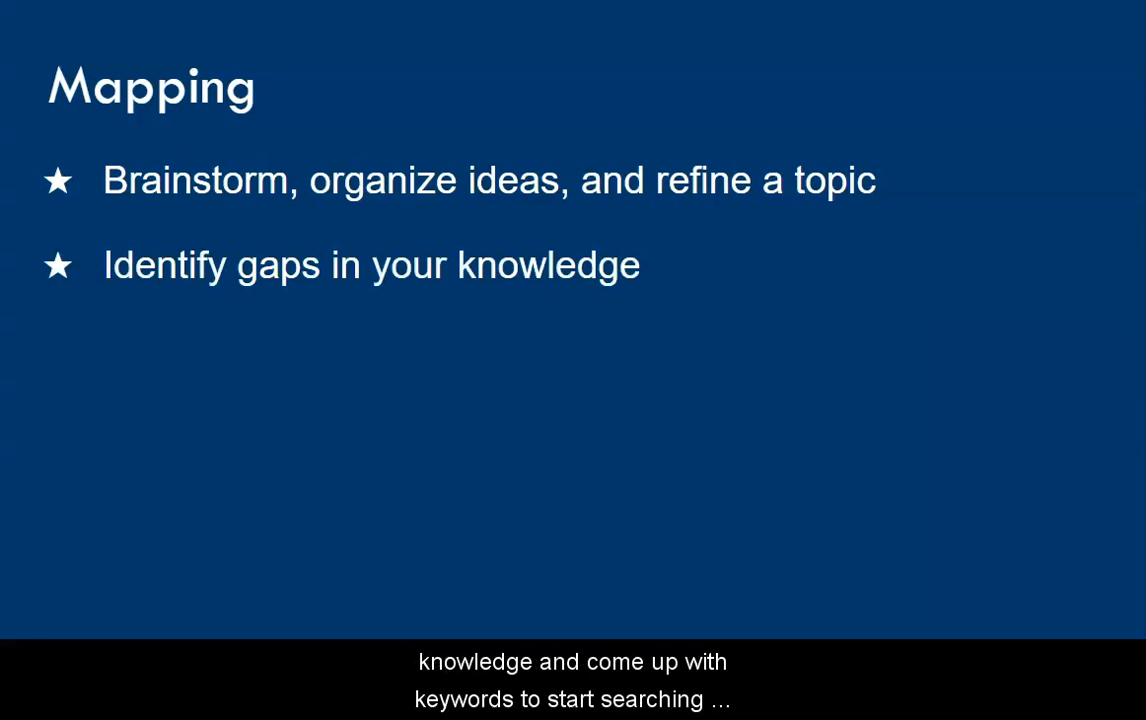 Mapping
★ Brainstorm, organize ideas, and refine a topic
★ Identify gaps in your knowledge
knowledge and come up with
keywords to start searching ...